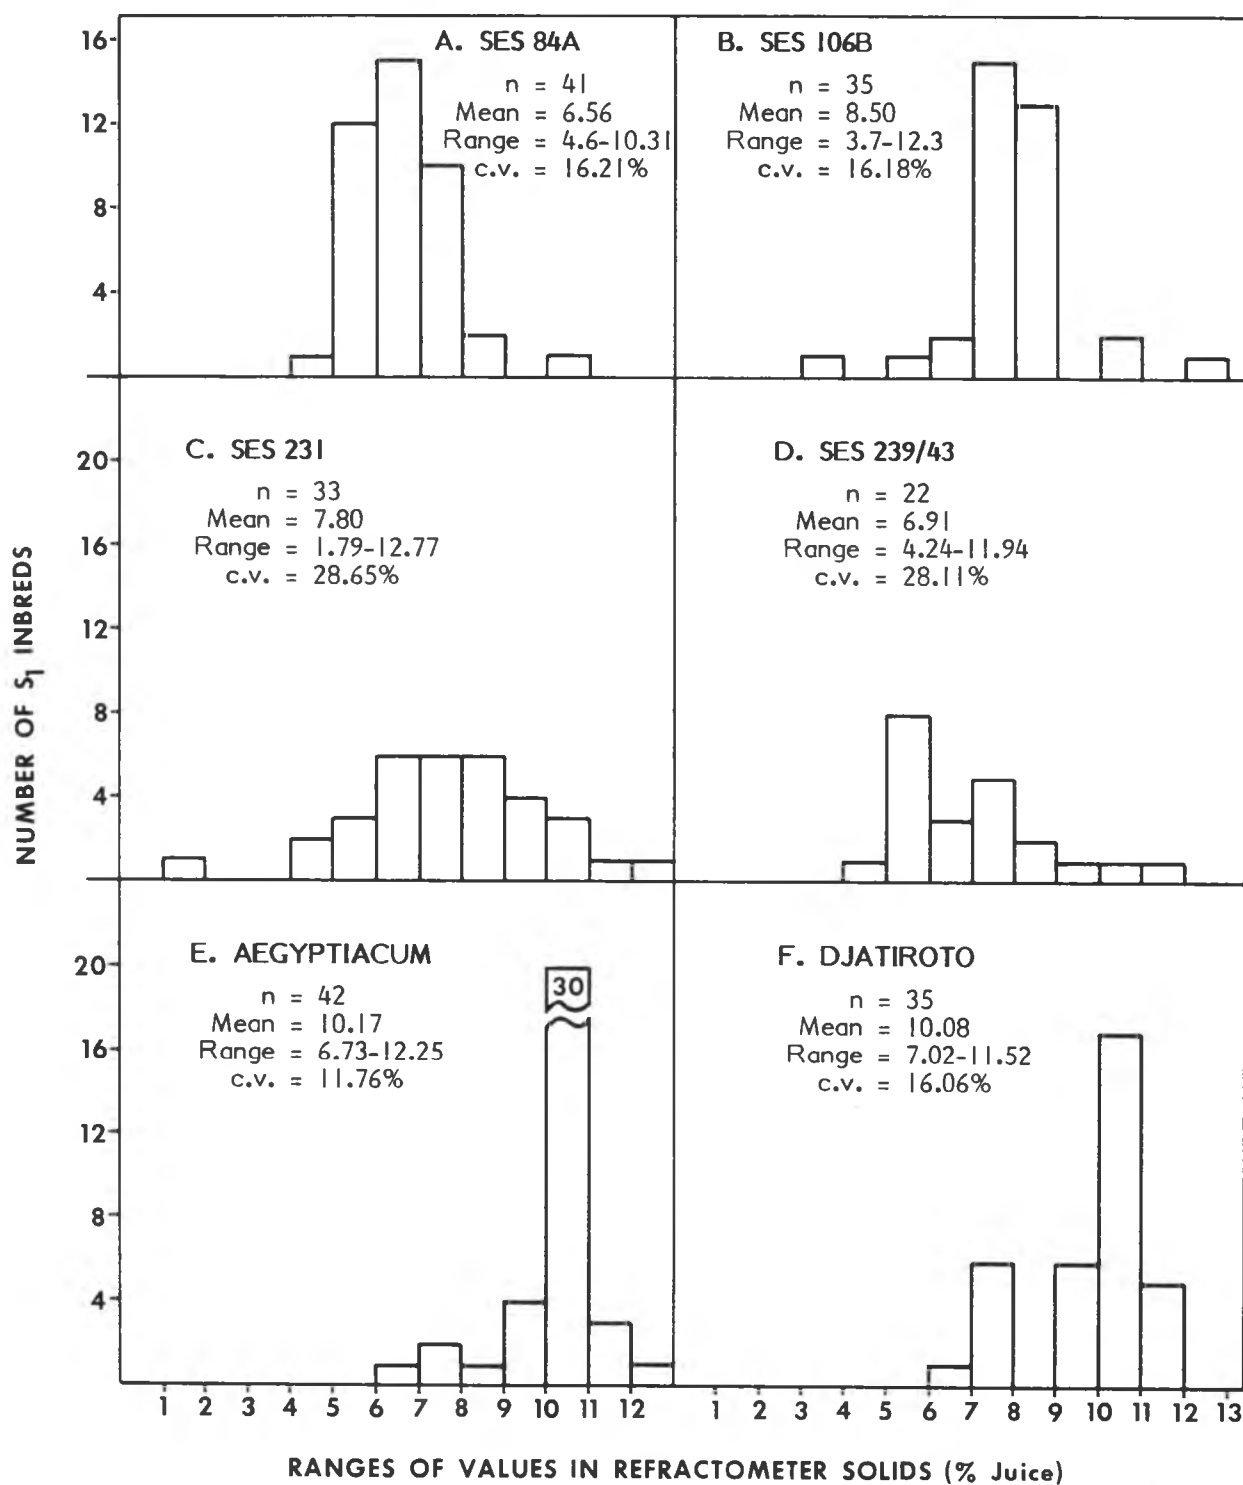 NUMBER OF S1 INBREDS
16
12
8
4
A. SES 84A
n = 41
Mean = 6.56
Range = 4.6-10.31
c.v. = 16.21%
B. SES 106B
n = 35
Mean = 8.50
Range = 3.7-12.3
c.v. = 16.18%
20
16
12
8
4
C. SES 231
n = 33
Mean = 7.80
Range = 1.79-12.77
c.v. = 28.65%
D. SES 239/43
n = 22
Mean = 6.91
Range = 4.24-11.94
c.v. = 28.11%
20
16
12
8
4
E. AEGYPTIACUM
n = 42
Mean = 10.17
Range = 6.73-12.25
c.v. = 11.76%
30
F. DJATIROTO
n = 35
Mean = 10.08
Range = 7.02-11.52
c.v. = 16.06%
1 2 3 4 5 6 7 8 9 10 11 12
1 2 3 4 5 6 7 8 9 10 11 12 13
RANGES OF VALUES IN REFRACTOMETER SOLIDS (% Juice)